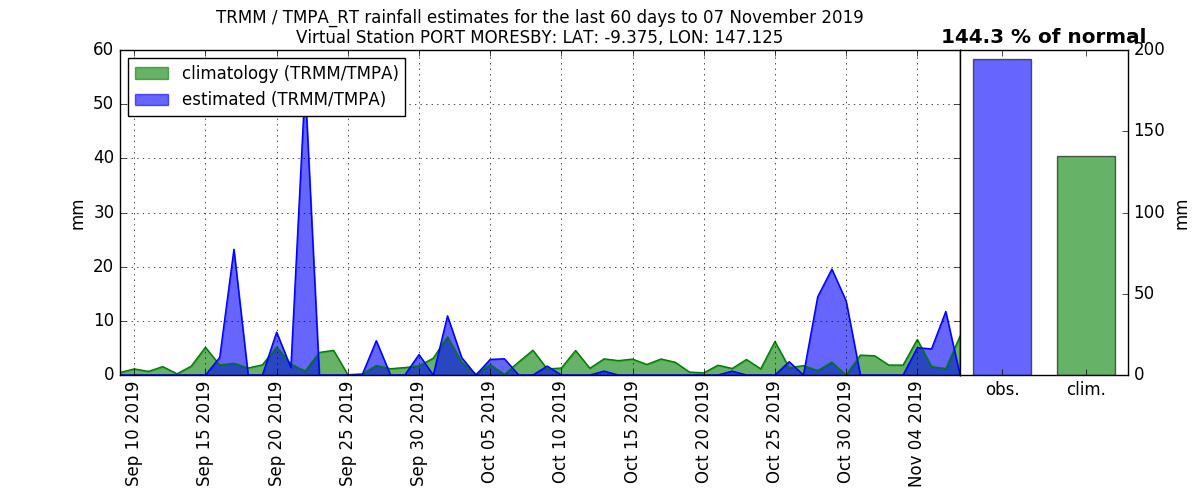 TRMM / TMPA_RT rainfall estimates for the last 60 days to 07 November 2019
Virtual Station PORT MORESBY: LAT: -9.375, LON: 147.125
144.3 % of normal
climatology (TRMM/TMPA)
estimated (TRMM/TMPA)
60
50
40
30
20
10
0
mm
200
150
100
50
0
mm
Sep 10 2019
Sep 15 2019
Sep 20 2019
Sep 25 2019
Sep 30 2019
Oct 05 2019
Oct 10 2019
Oct 15 2019
Oct 20 2019
Oct 25 2019
Oct 30 2019
Nov 04 2019
obs.
clim.